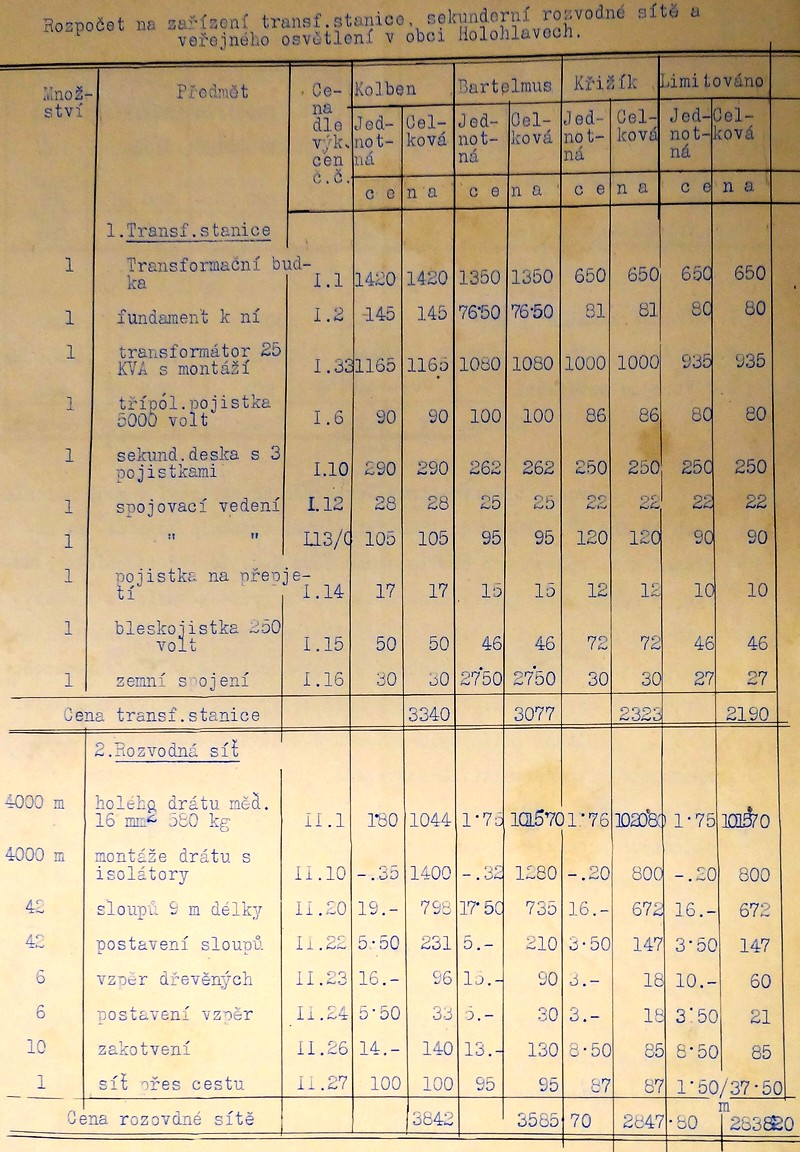 Rozpočet na zařízení transf.stanice, sekunderní rozvodné sítě a
veřejného osvětlení v obci Holohlavech.
Množ- Předmět Ce- Kolben Bartelmus Křižík Limitováno
ství na
dle Jed- Cel- Jed- Cel- Jed- Cel- Jed- Cel-
výk. not- ková not- ková not- ková not- ková
cen ná ná ná ná
č.č. c e n a c e n a c e n a c e n a
1.Transf.stanice
1 Transformační bud-
ka I.1 1420 1420 1350 1350 650 650 650 650
1 fundament k ní I.2 145 145 76·50 76·50 81 81 80 80
1 transformátor 25
KVA s montáží I.33 1165 1165 1080 1080 1000 1000 935 935
1 třípól.pojistka
5000 volt I.6 90 90 100 100 86 86 80 80
1 sekund.deska s 3
pojistkami I.10 290 290 262 262 250 250 250 250
1 spojovací vedení I.12 28 28 25 25 22 22 22 22
1 " " I.13/0 105 105 95 95 120 120 90 90
1 pojistka na přepje-
tí I.14 17 17 15 15 12 12 10 10
1 bleskojistka 250
volt I.15 50 50 46 46 72 72 46 46
1 zemní spojení I.16 30 30 27·50 27·50 30 30 27 27
Cena transf.stanice 3340 3077 2323 2190
2.Rozvodná síť
4000 m holého drátu měd.
16 mm2 580 kg II.1 1·80 1044 1·75 1015·70 1·76 1020·80 1·75 1015·70
4000 m montáže drátu s
isolátory II.10 -.35 1400 -.32 1280 -.20 800 -.20 800
42 sloupů 9 m délky II.20 19.- 798 17·50 735 16.- 672 16.- 672
42 postavení sloupů II.22 5·50 231 5.- 210 3·50 147 3·50 147
6 vzpěr dřevěných II.23 16.- 96 15.- 90 3.- 18 10.- 60
6 postavení vzpěr II.24 5·50 33 5.- 30 3.- 18 3·50 21
10 zakotvení II.26 14.- 140 13.- 130 8·50 85 8·50 85
1 síť přes cestu II.27 100 100 95 95 87 87 1·50/37·50
m
Cena rozovdné sítě 3842 3585·70 2847·80